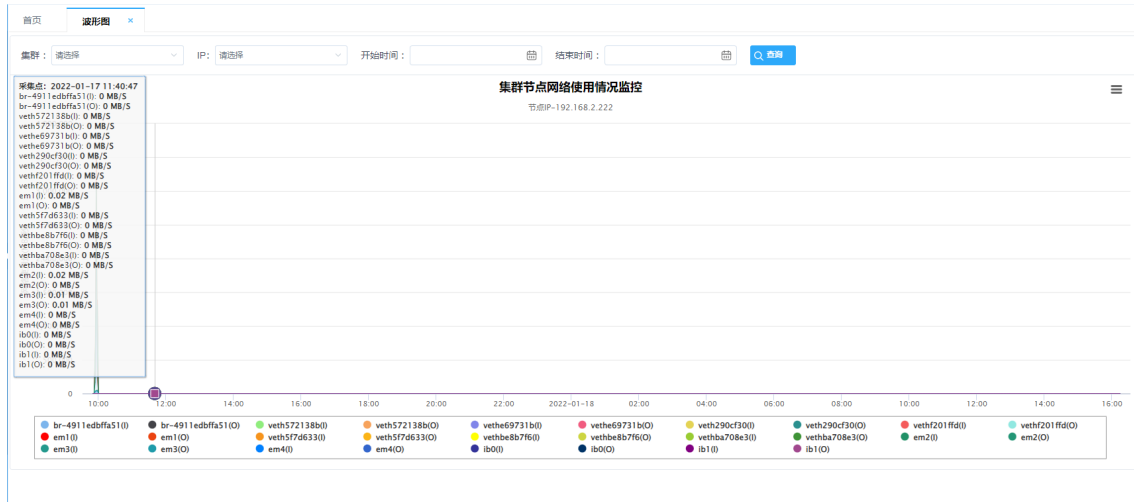 首页 波形图 ×
集群： 请选择 IP： 请选择 开始时间： 结束时间： 查询
集群节点网络使用情况监控
节点IP-192.168.2.222
采集点：2022-01-17 11:40:47
br-4911edbffa51(I): 0 MB/S
br-4911edbffa51(O): 0 MB/S
veth572138b(I): 0 MB/S
veth572138b(O): 0 MB/S
vethe69731b(I): 0 MB/S
vethe69731b(O): 0 MB/S
veth290cf30(I): 0 MB/S
veth290cf30(O): 0 MB/S
vethf201ffd(I): 0 MB/S
vethf201ffd(O): 0 MB/S
em1(I): 0.02 MB/S
em1(O): 0 MB/S
veth5f7d633(I): 0 MB/S
veth5f7d633(O): 0 MB/S
vethbe8b7f6(I): 0 MB/S
vethbe8b7f6(O): 0 MB/S
vethba708e3(I): 0 MB/S
vethba708e3(O): 0 MB/S
em2(I): 0.02 MB/S
em2(O): 0 MB/S
em3(I): 0.01 MB/S
em3(O): 0.01 MB/S
em4(I): 0 MB/S
em4(O): 0 MB/S
ib0(I): 0 MB/S
ib0(O): 0 MB/S
ib1(I): 0 MB/S
ib1(O): 0 MB/S
0
10:00 12:00 14:00 16:00 18:00 20:00 22:00 2022-01-18 02:00 04:00 06:00 08:00 10:00 12:00 14:00 16:00
br-4911edbffa51(I) br-4911edbffa51(O) veth572138b(I) veth572138b(O) vethe69731b(I) vethe69731b(O) veth290cf30(I) veth290cf30(O) vethf201ffd(I) vethf201ffd(O)
em1(I) em1(O) veth5f7d633(I) veth5f7d633(O) vethbe8b7f6(I) vethbe8b7f6(O) vethba708e3(I) vethba708e3(O) em2(I) em2(O)
em3(I) em3(O) em4(I) em4(O) ib0(I) ib0(O) ib1(I) ib1(O)